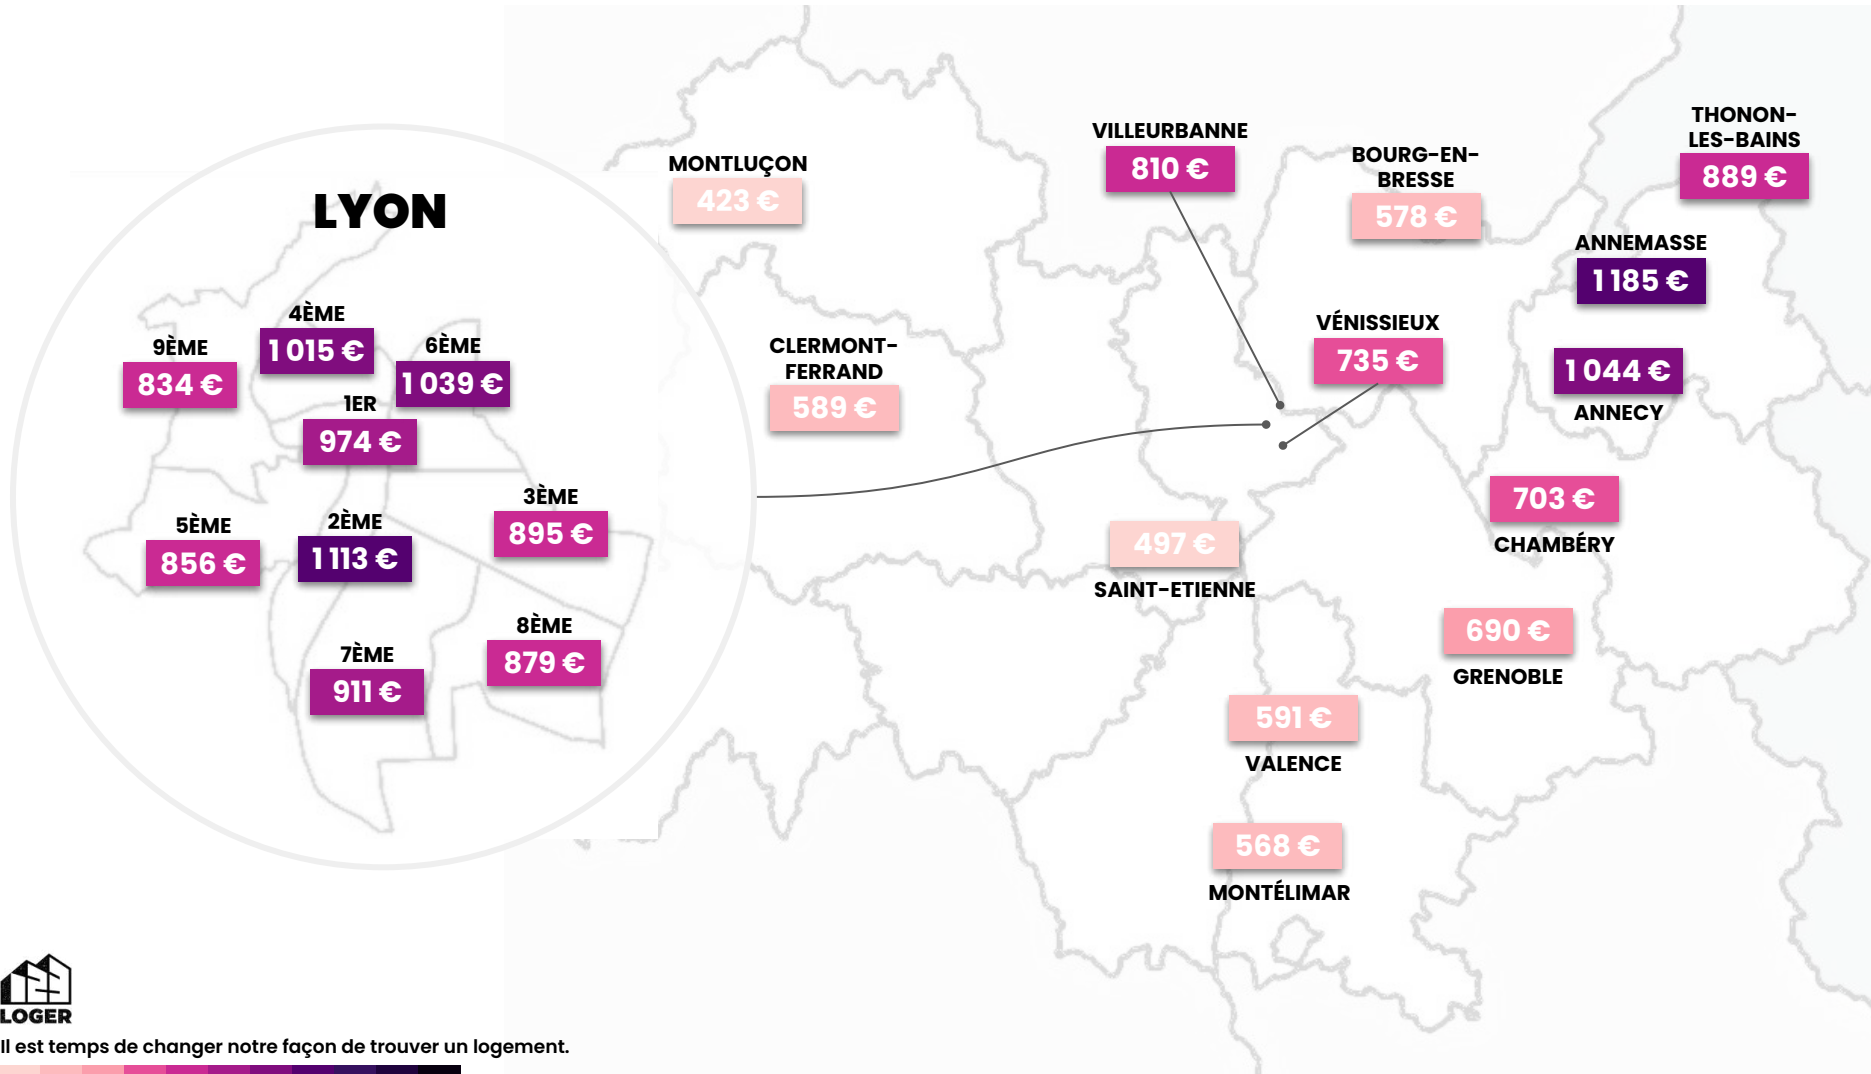 LYON
4ÈME
1 015 €
9ÈME
834 €
6ÈME
1 039 €
1ER
974 €
3ÈME
895 €
5ÈME
856 €
2ÈME
1 113 €
8ÈME
879 €
7ÈME
911 €
MONTLUÇON
423 €
CLERMONT-
FERRAND
589 €
VILLEURBANNE
810 €
BOURG-EN-
BRESSE
578 €
THONON-
LES-BAINS
889 €
ANNEMASSE
1 185 €
VÉNISSIEUX
735 €
1 044 €
ANNECY
703 €
CHAMBÉRY
497 €
SAINT-ETIENNE
690 €
GRENOBLE
591 €
VALENCE
568 €
MONTÉLIMAR
123
LOGER
Il est temps de changer notre façon de trouver un logement.